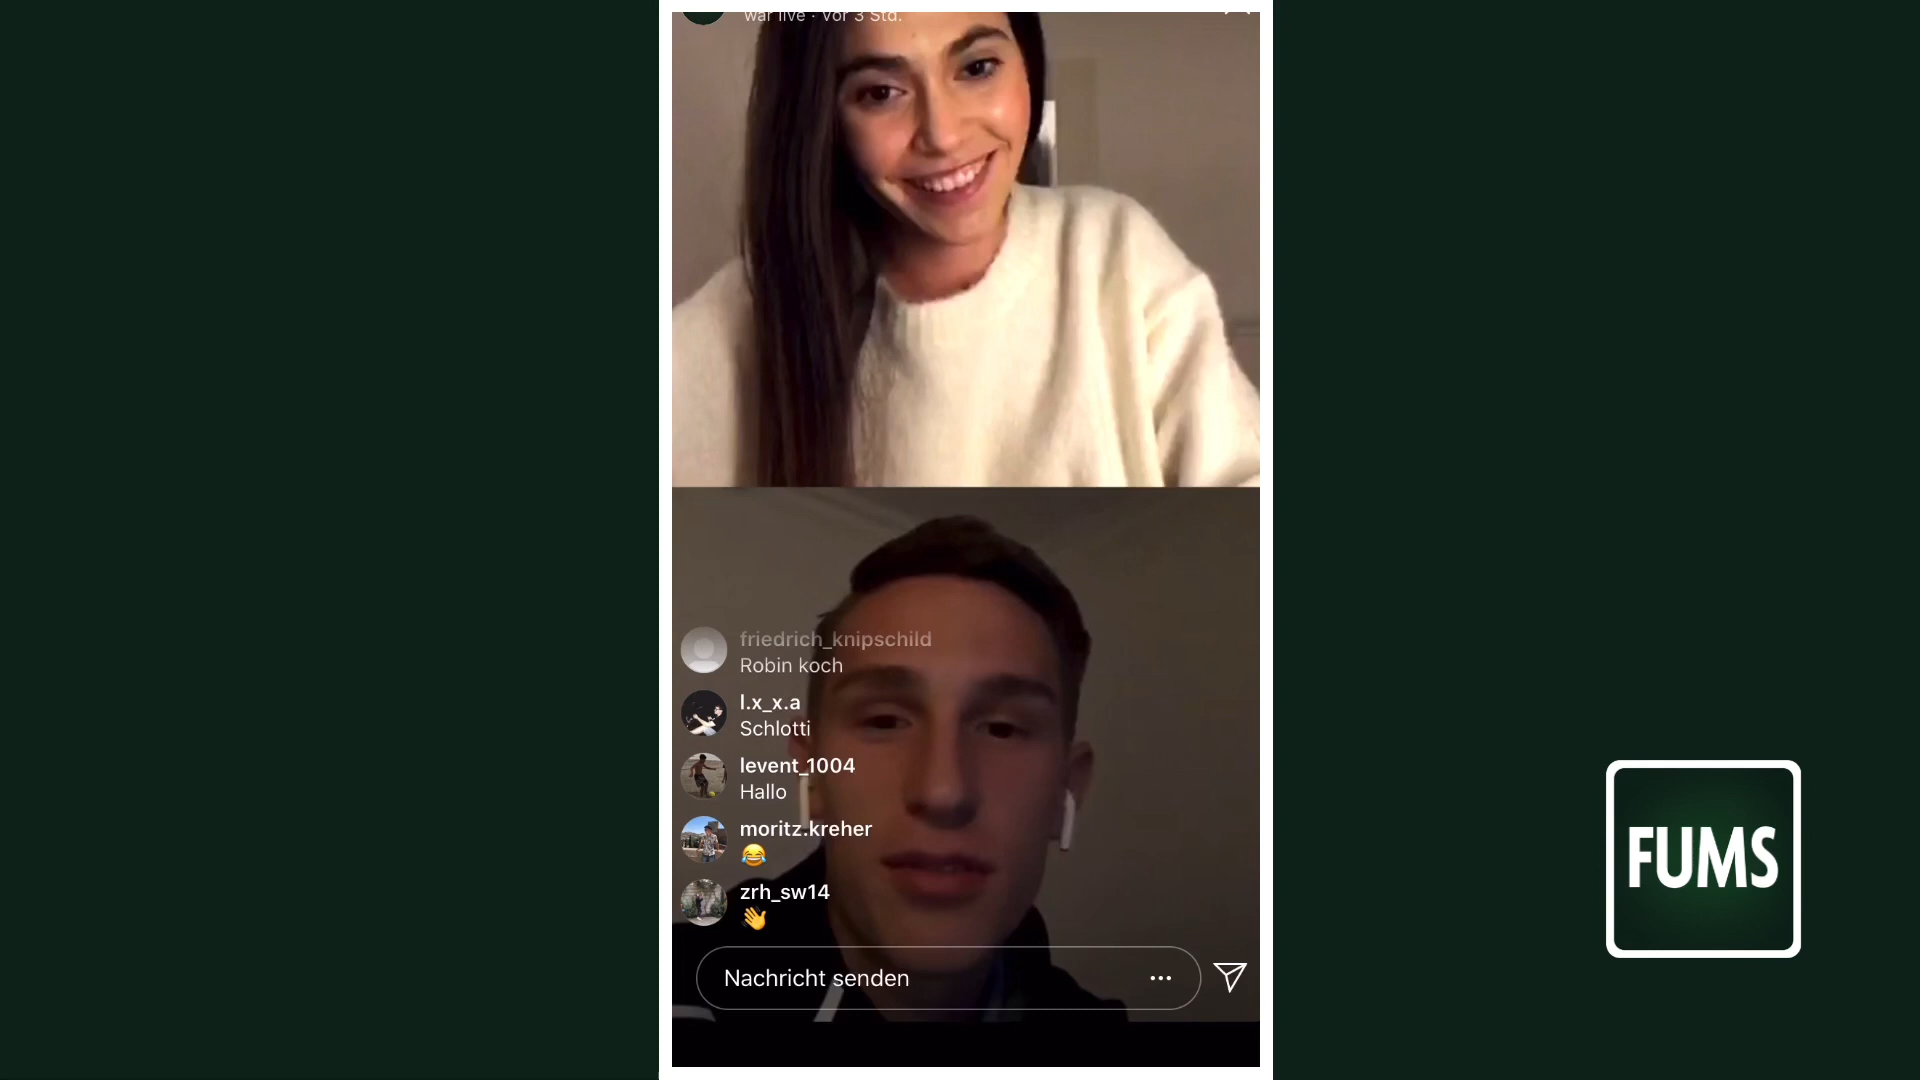 war live · Vor 3 Std.
friedrich_knipschild
Robin koch
l.x_x.a
Schlotti
levent_1004
Hallo
moritz.kreher
😂
zrh_sw14
👋
Nachricht senden
FUMS